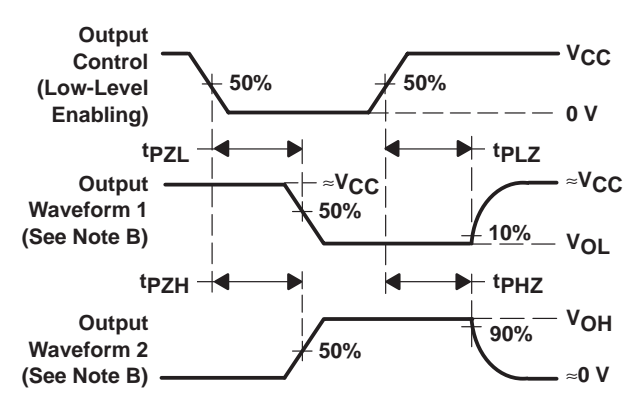 Output
Control
(Low-Level
Enabling)
50%
50%
VCC
0 V
tPZL
tPLZ
Output
Waveform 1
(See Note B)
≈VCC
50%
10%
≈VCC
VOL
tPZH
tPHZ
Output
Waveform 2
(See Note B)
50%
90%
VOH
≈0 V